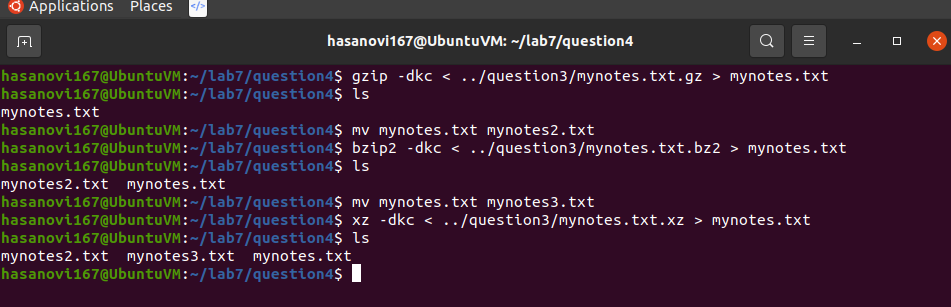 Applications Places </>
hasanovi167@UbuntuVM: ~/lab7/question4
hasanovi167@UbuntuVM:~/lab7/question4$ gzip -dkc < ../question3/mynotes.txt.gz > mynotes.txt
hasanovi167@UbuntuVM:~/lab7/question4$ ls
mynotes.txt
hasanovi167@UbuntuVM:~/lab7/question4$ mv mynotes.txt mynotes2.txt
hasanovi167@UbuntuVM:~/lab7/question4$ bzip2 -dkc < ../question3/mynotes.txt.bz2 > mynotes.txt
hasanovi167@UbuntuVM:~/lab7/question4$ ls
mynotes2.txt  mynotes.txt
hasanovi167@UbuntuVM:~/lab7/question4$ mv mynotes.txt mynotes3.txt
hasanovi167@UbuntuVM:~/lab7/question4$ xz -dkc < ../question3/mynotes.txt.xz > mynotes.txt
hasanovi167@UbuntuVM:~/lab7/question4$ ls
mynotes2.txt  mynotes3.txt  mynotes.txt
hasanovi167@UbuntuVM:~/lab7/question4$